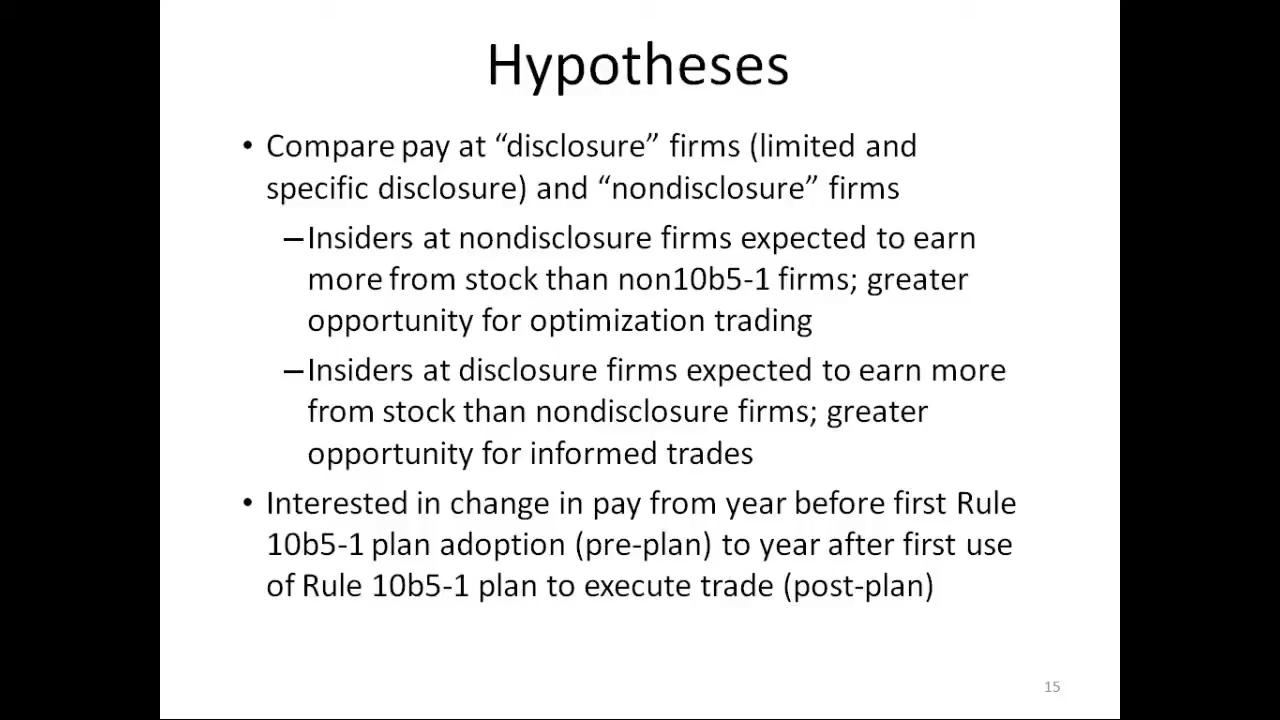 Hypotheses
• Compare pay at “disclosure” firms (limited and
specific disclosure) and “nondisclosure” firms
–Insiders at nondisclosure firms expected to earn
more from stock than non10b5-1 firms; greater
opportunity for optimization trading
–Insiders at disclosure firms expected to earn more
from stock than nondisclosure firms; greater
opportunity for informed trades
• Interested in change in pay from year before first Rule
10b5-1 plan adoption (pre-plan) to year after first use
of Rule 10b5-1 plan to execute trade (post-plan)
15